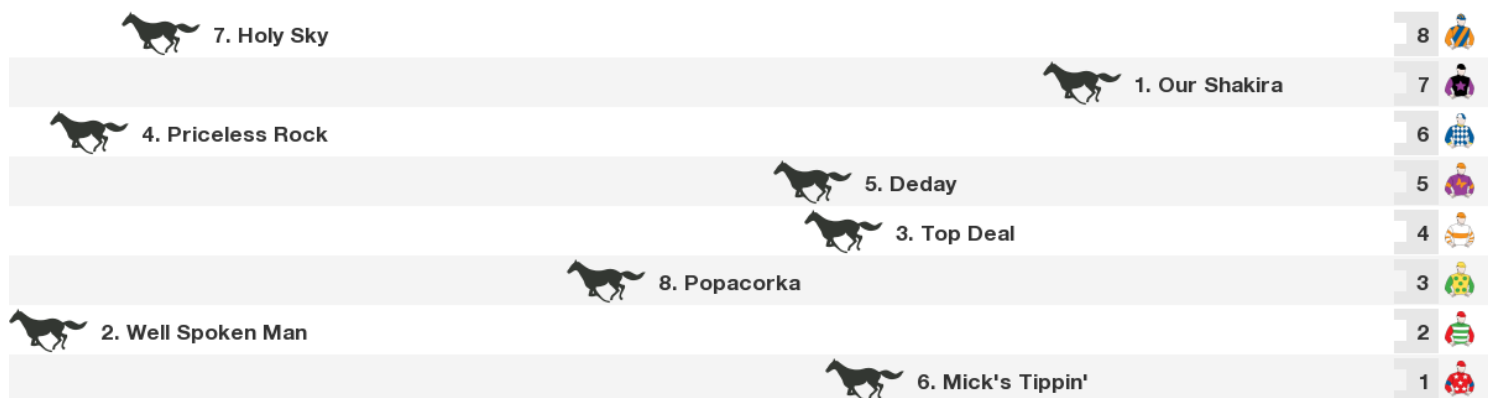 7. Holy Sky 8
1. Our Shakira 7
4. Priceless Rock 6
5. Deday 5
3. Top Deal 4
8. Popacorka 3
2. Well Spoken Man 2
6. Mick's Tippin' 1